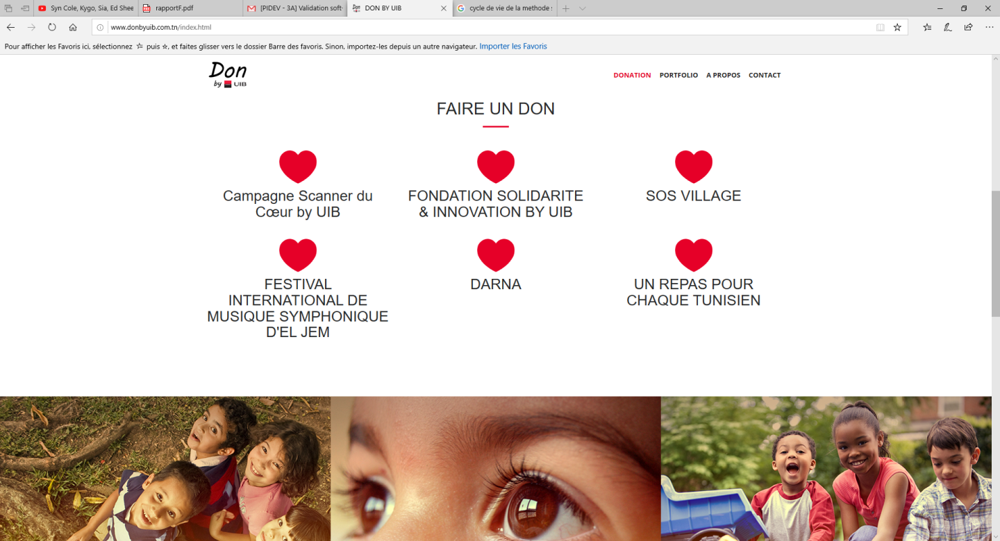 Syn Cole, Kygo, Sia, Ed Shee
rapportF.pdf
[PIDEV - 3A] Validation soft-
DON BY UIB
cycle de vie de la methode s
www.donbyuib.com.tn/index.html
Pour afficher les Favoris ici, sélectionnez puis ☆, et faites glisser vers le dossier Barre des favoris. Sinon, importez-les depuis un autre navigateur. Importer les Favoris
Don
by UIB
DONATION PORTFOLIO A PROPOS CONTACT
FAIRE UN DON
Campagne Scanner du
Cœur by UIB
FONDATION SOLIDARITE
& INNOVATION BY UIB
SOS VILLAGE
FESTIVAL
INTERNATIONAL DE
MUSIQUE SYMPHONIQUE
D'EL JEM
DARNA
UN REPAS POUR
CHAQUE TUNISIEN